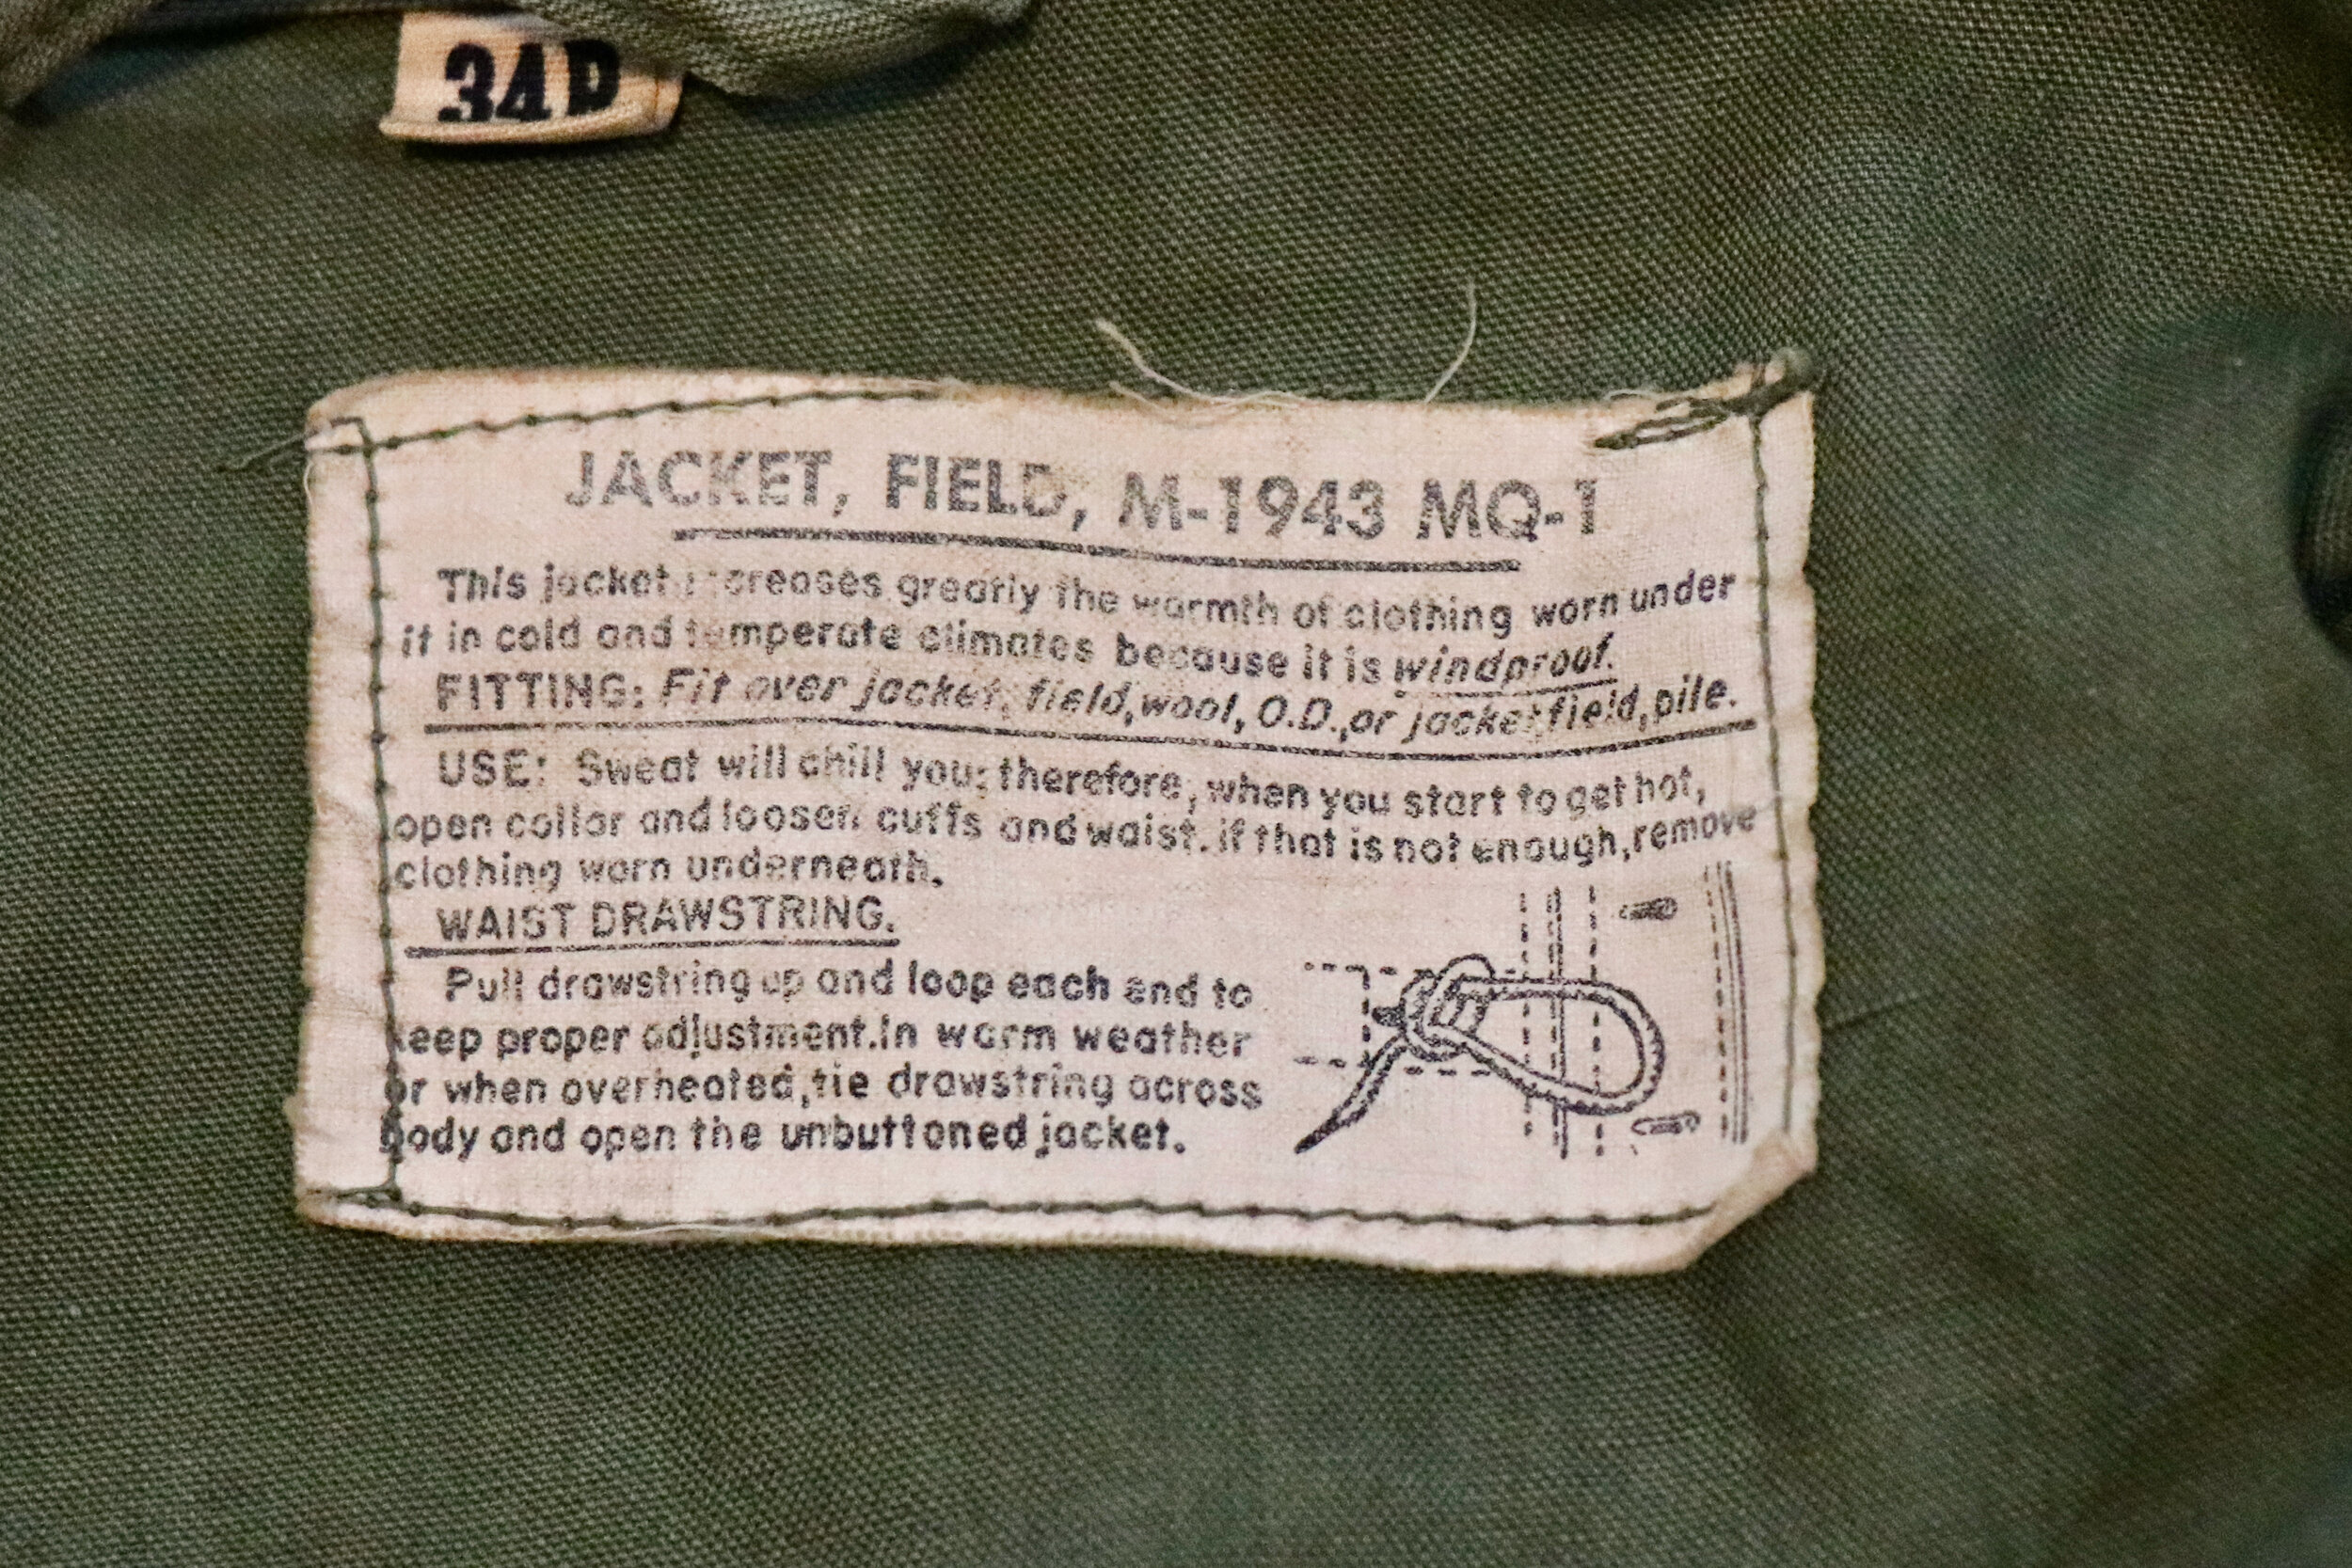 34R
JACKET, FIELD, M-1943 MQ-1
This jacket increases greatly the warmth of clothing worn under
it in cold and temperate climates because it is windproof.
FITTING: Fit over jacket, field, wool, O.D., or jacket, field, pile.
USE: Sweat will chill you; therefore, when you start to get hot,
open collar and loosen cuffs and waist. if that is not enough, remove
clothing worn underneath.
WAIST DRAWSTRING.
Pull drawstring up and loop each end to
keep proper adjustment. In warm weather
or when overheated, tie drawstring across
body and open the unbuttoned jacket.